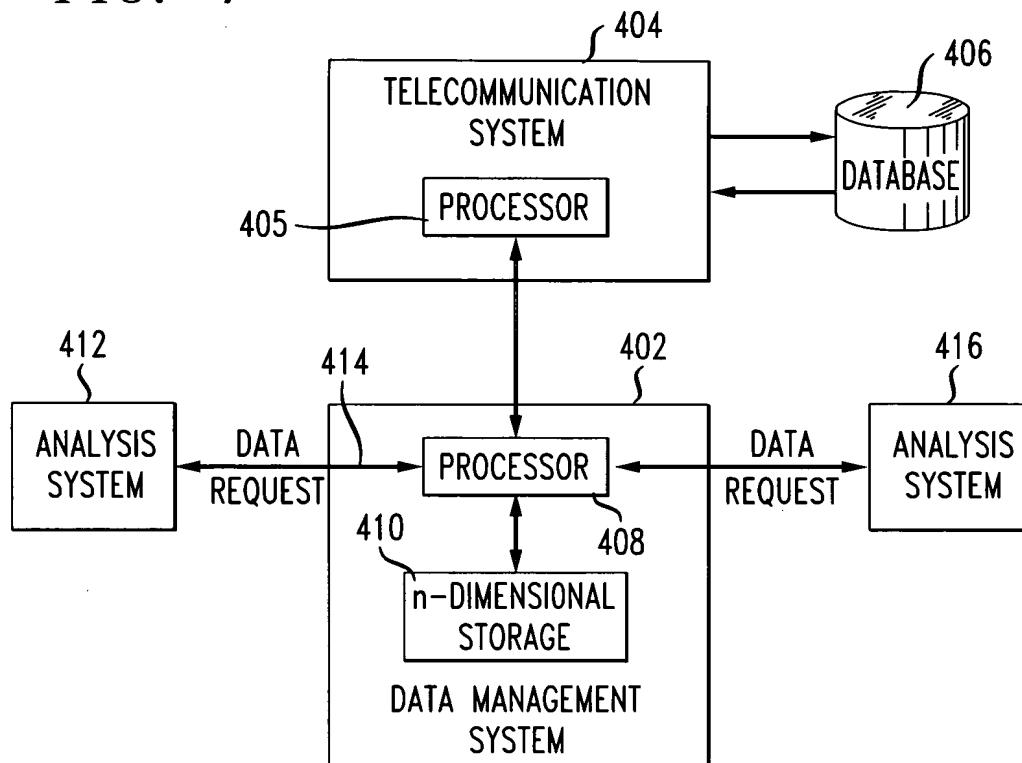 404
406
TELECOMMUNICATION
SYSTEM
DATABASE
PROCESSOR
405
412
414
402
416
ANALYSIS
SYSTEM
DATA
REQUEST
PROCESSOR
DATA
REQUEST
ANALYSIS
SYSTEM
410
408
n-DIMENSIONAL
STORAGE
DATA MANAGEMENT
SYSTEM